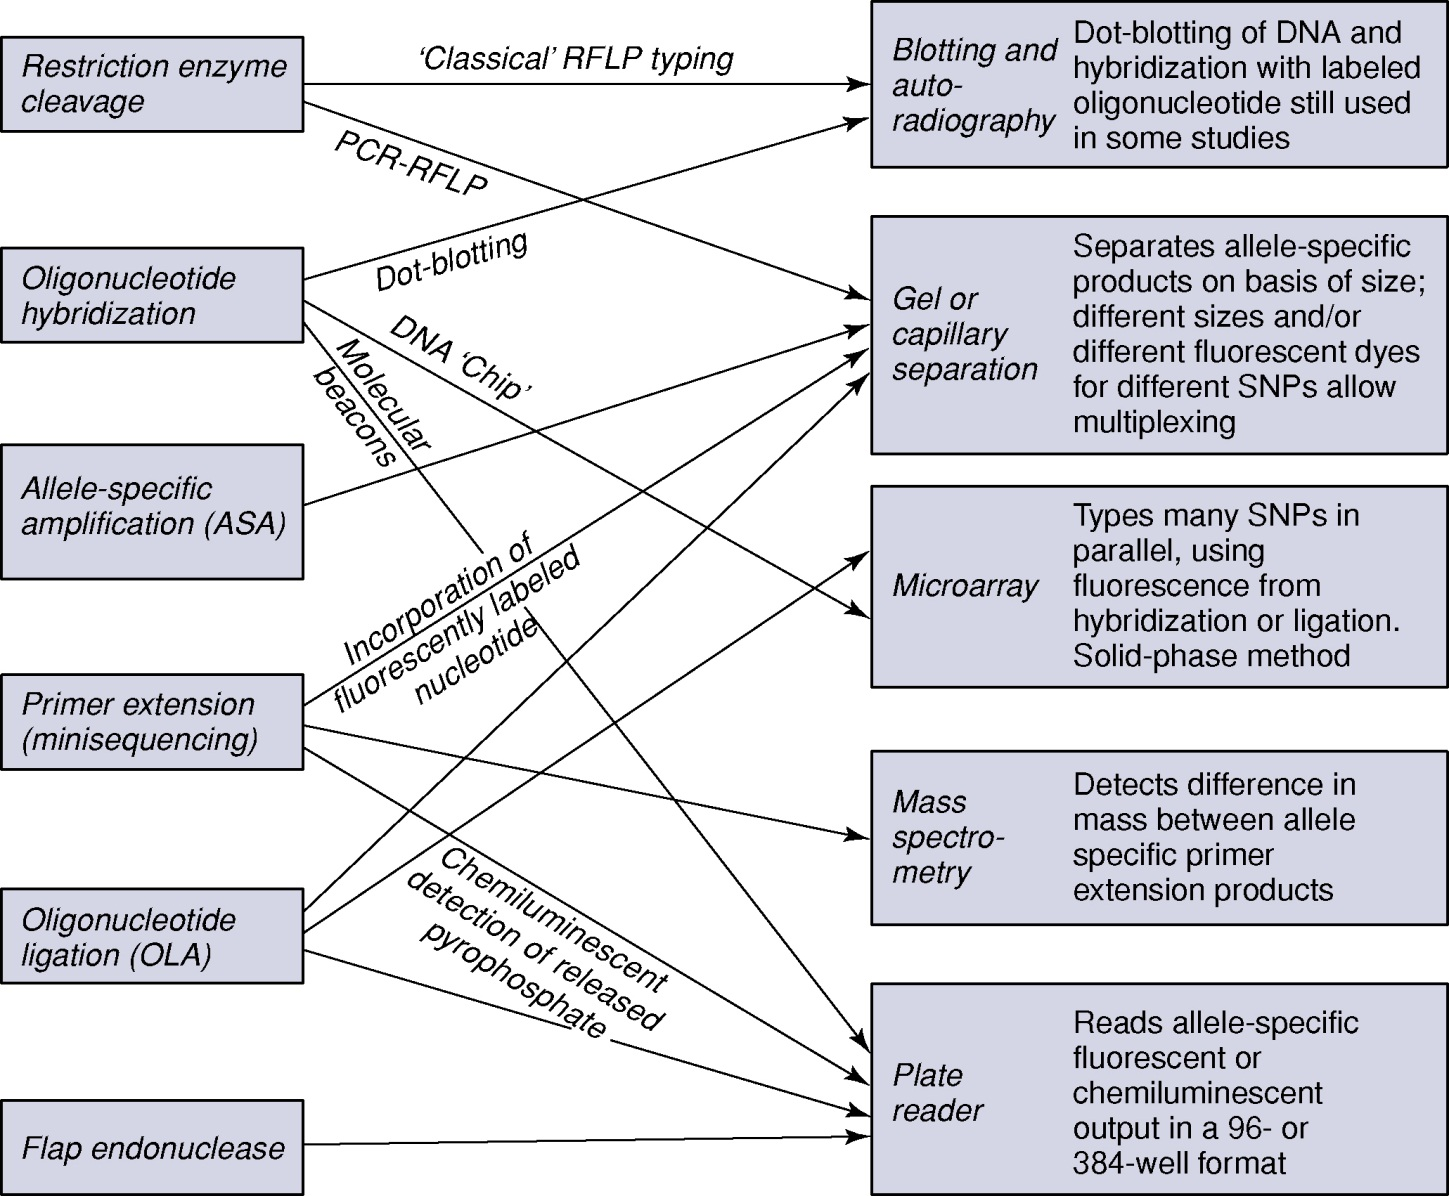 Restriction enzyme
cleavage
Oligonucleotide
hybridization
Allele-specific
amplification (ASA)
Primer extension
(minisequencing)
Oligonucleotide
ligation (OLA)
Flap endonuclease
‘Classical’ RFLP typing
PCR-RFLP
Dot-blotting
DNA ‘Chip’
Molecular
beacons
Incorporation of
fluorescently labeled
nucleotide
Chemiluminescent
detection of released
pyrophosphate
Blotting and
auto-
radiography
Dot-blotting of DNA and
hybridization with labeled
oligonucleotide still used
in some studies
Gel or
capillary
separation
Separates allele-specific
products on basis of size;
different sizes and/or
different fluorescent dyes
for different SNPs allow
multiplexing
Microarray
Types many SNPs in
parallel, using
fluorescence from
hybridization or ligation.
Solid-phase method
Mass
spectro-
metry
Detects difference in
mass between allele
specific primer
extension products
Plate
reader
Reads allele-specific
fluorescent or
chemiluminescent
output in a 96- or
384-well format